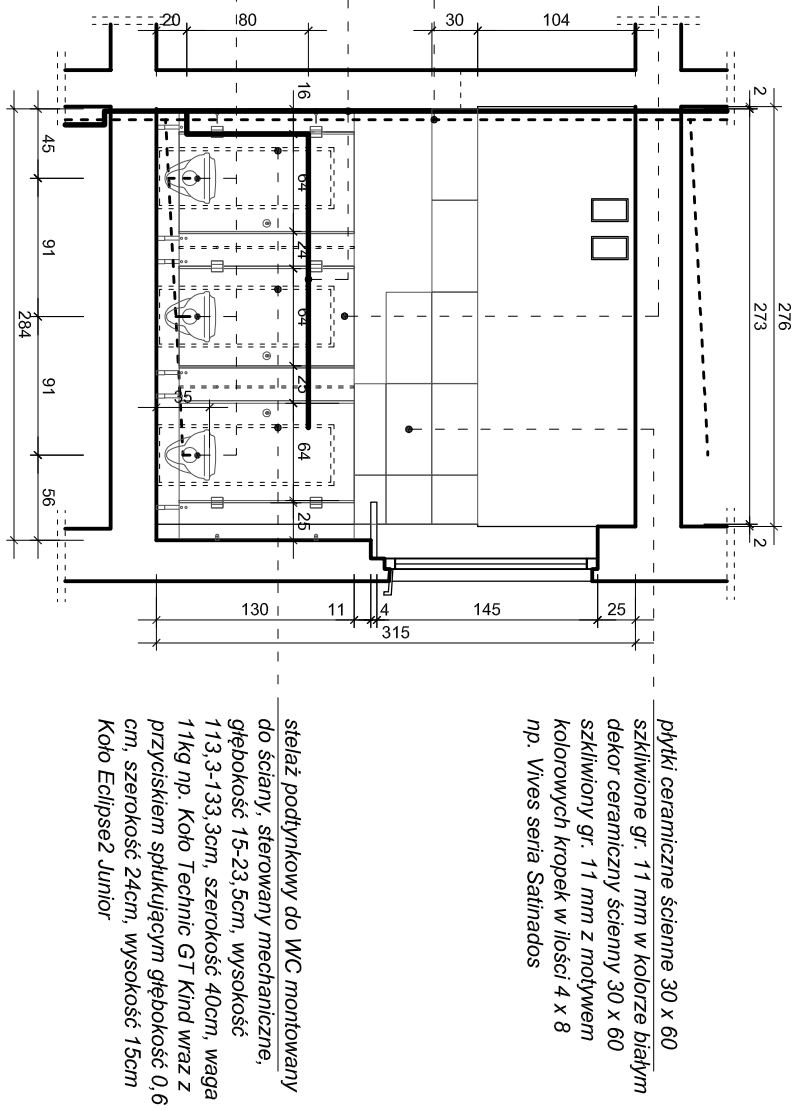 20
80
30
104
2
16
45
91
284
91
56
64
24
64
25
64
25
35
273
276
2
130
11
4
145
25
315
płytki ceramiczne ścienne 30 x 60
szkliwione gr. 11 mm w kolorze białym
dekor ceramiczny ścienny 30 x 60
szkliwiony gr. 11 mm z motywem
kolorowych kropek w ilości 4 x 8
np. Vives seria Satinados
stelaż podtynkowy do WC montowany
do ściany, sterowany mechaniczne,
głębokość 15-23,5cm, wysokość
113,3-133,3cm, szerokość 40cm, waga
11kg np. Koło Technic GT Kind wraz z
przyciskiem spłukującym głębokość 0,6
cm, szerokość 24cm, wysokość 15cm
Koło Eclipse2 Junior